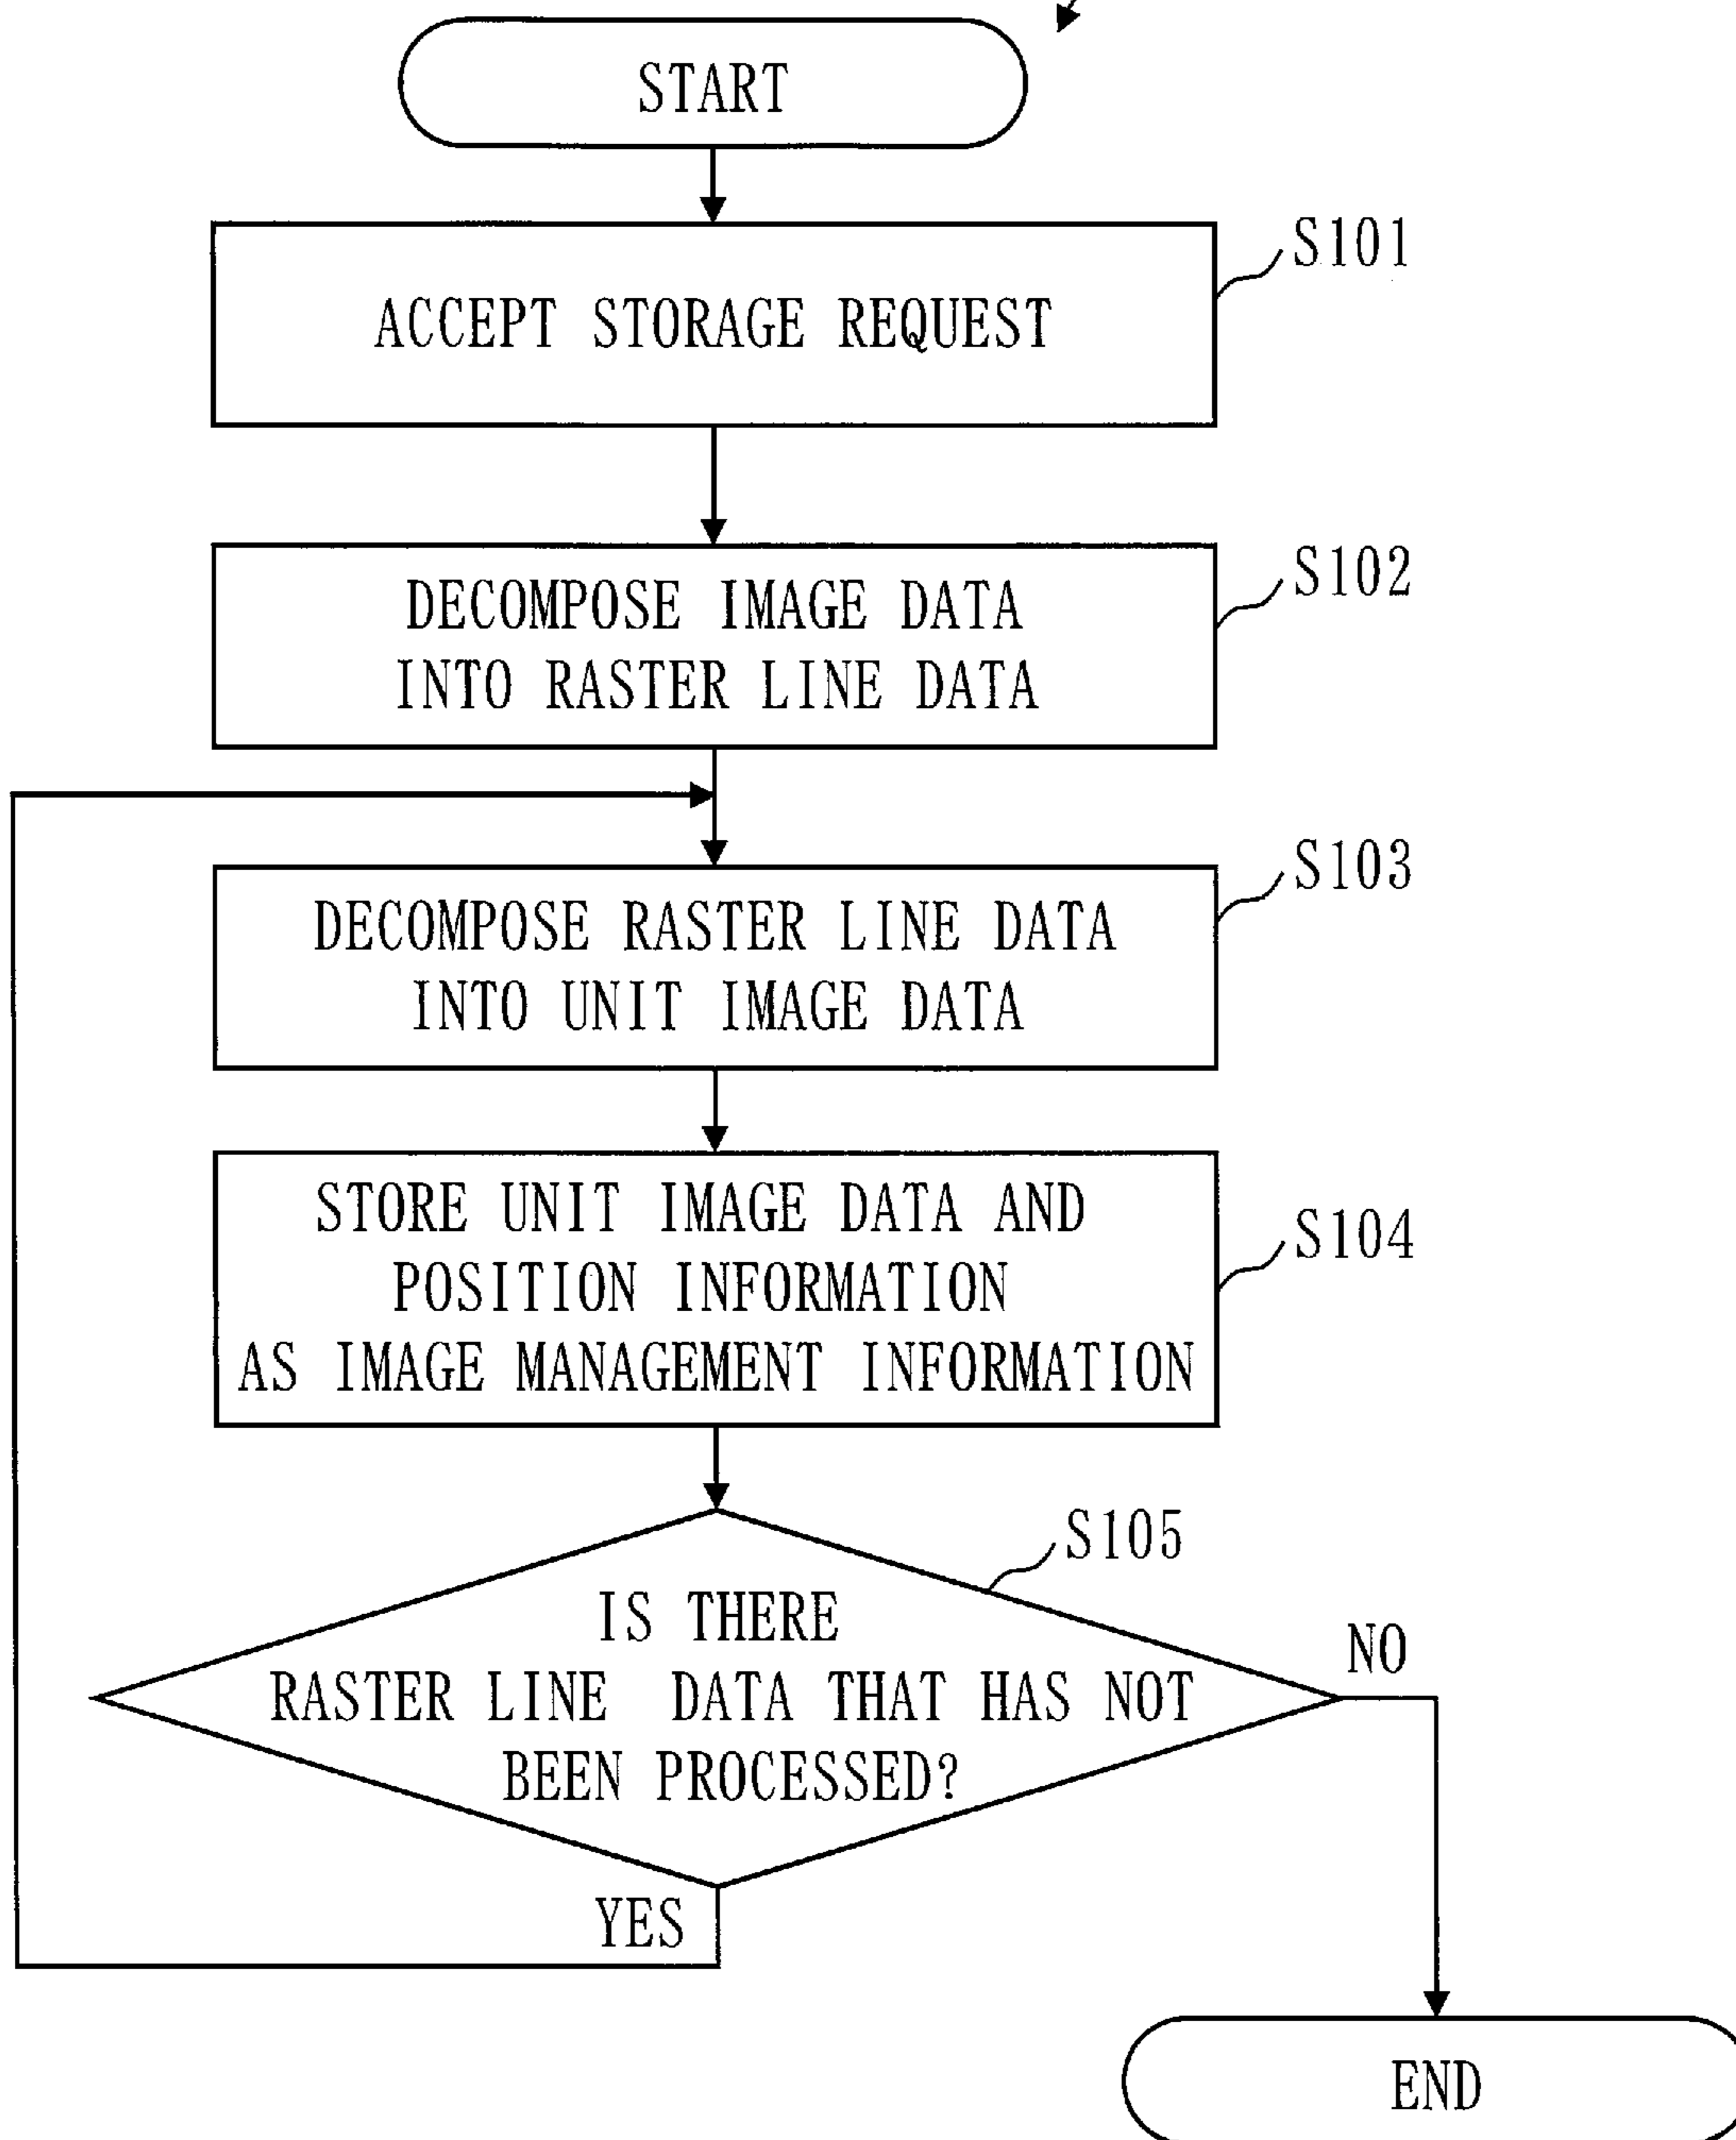 START
S101
ACCEPT STORAGE REQUEST
S102
DECOMPOSE IMAGE DATA
INTO RASTER LINE DATA
S103
DECOMPOSE RASTER LINE DATA
INTO UNIT IMAGE DATA
S104
STORE UNIT IMAGE DATA AND
POSITION INFORMATION
AS IMAGE MANAGEMENT INFORMATION
S105
IS THERE
RASTER LINE DATA THAT HAS NOT
BEEN PROCESSED?
NO
YES
END